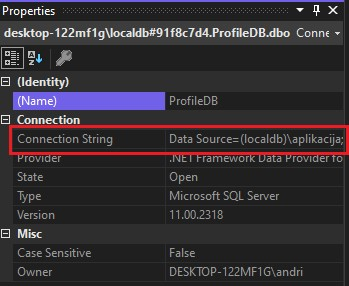 Properties
desktop-122mf1g\localdb#91f8c7d4.ProfileDB.dbo Conne
(Identity)
(Name) ProfileDB
Connection
Connection String Data Source=(localdb)\aplikacija;
Provider .NET Framework Data Provider fo
State Open
Type Microsoft SQL Server
Version 11.00.2318
Misc
Case Sensitive False
Owner DESKTOP-122MF1G\andri